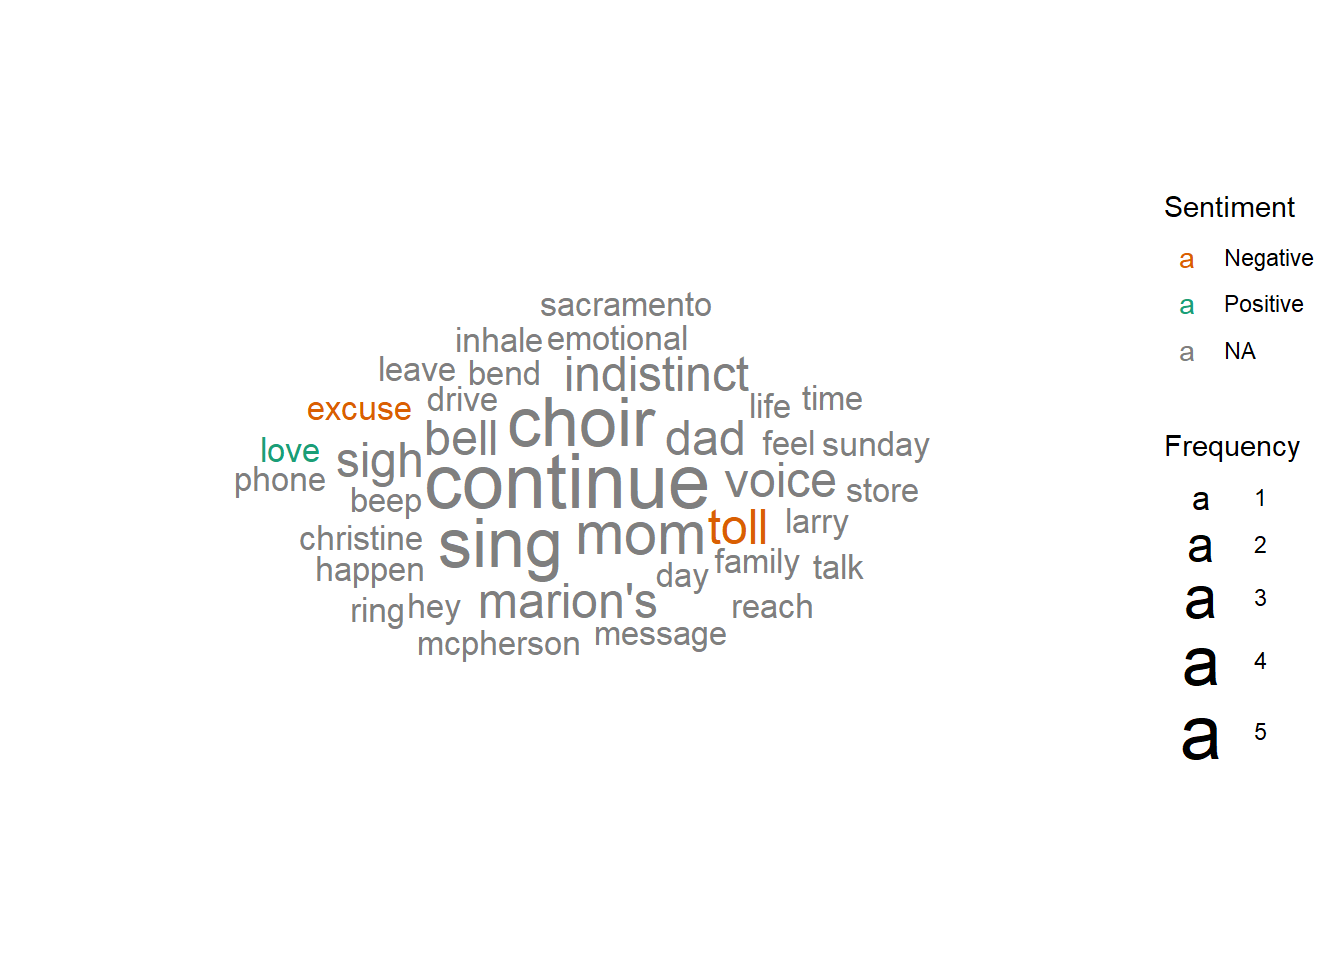 sacramento
inhale emotional
leave bend indistinct
excuse drive choir life time
love sigh bell dad feel sunday
phone beep continue voice store
christine sing mom toll larry
happen day family talk
ring hey marion's reach
mcpherson message
Sentiment
a Negative
a Positive
a NA
Frequency
a 1
a 2
a 3
a 4
a 5